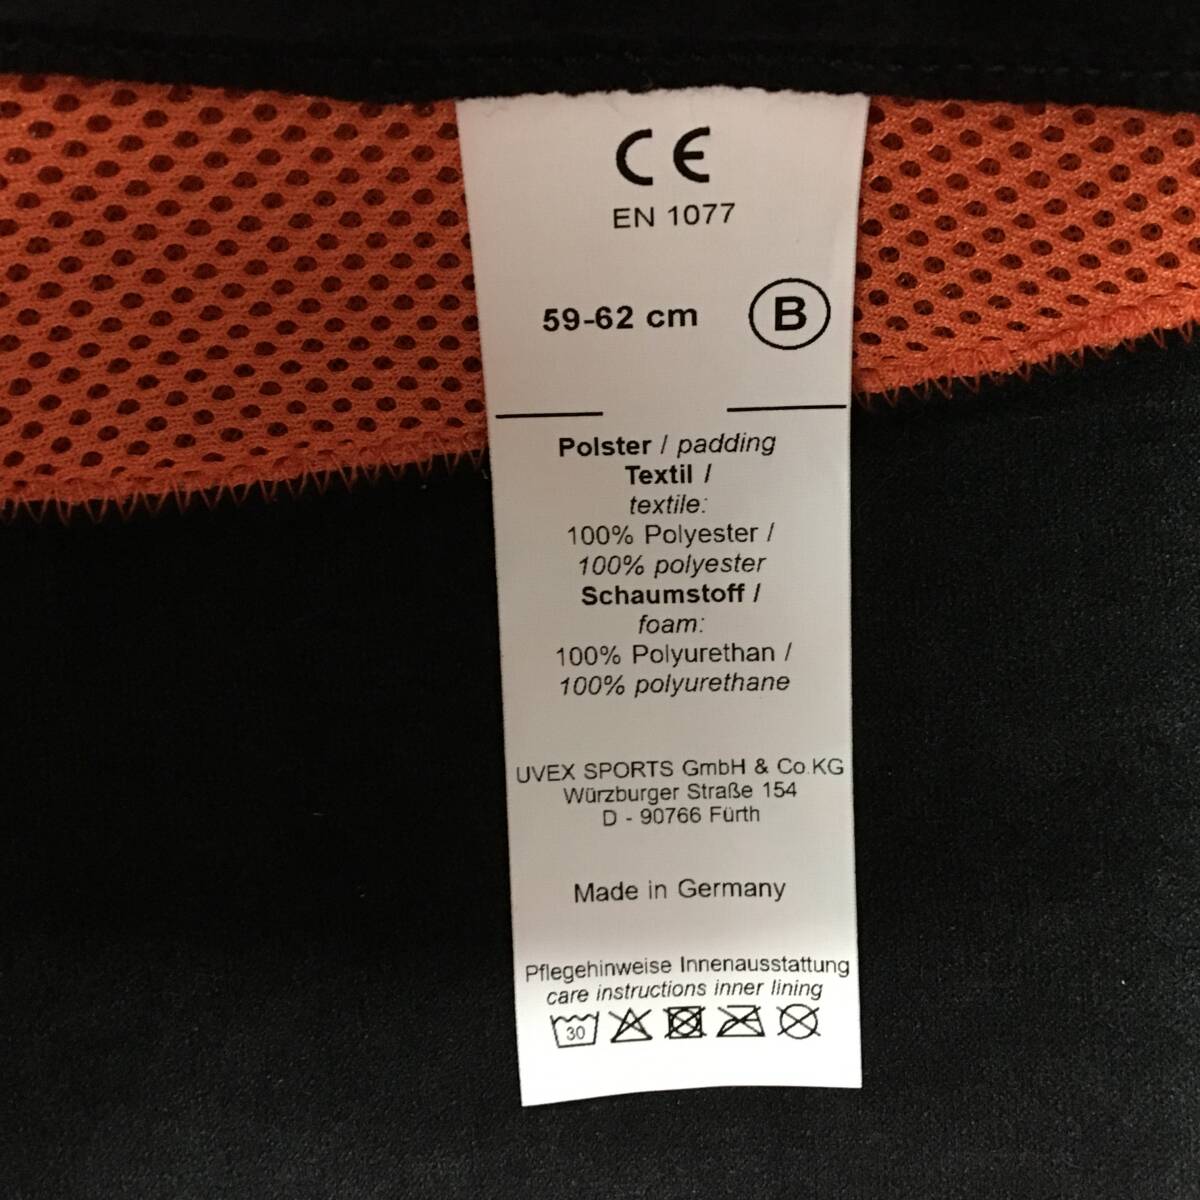 CE
EN 1077
59-62 cm B
Polster / padding
Textil /
textile:
100% Polyester /
100% polyester
Schaumstoff /
foam:
100% Polyurethan /
100% polyurethane
UVEX SPORTS GmbH & Co.KG
Würzburger Straße 154
D - 90766 Fürth
Made in Germany
Pflegehinweise Innenausstattung
care instructions inner lining
30